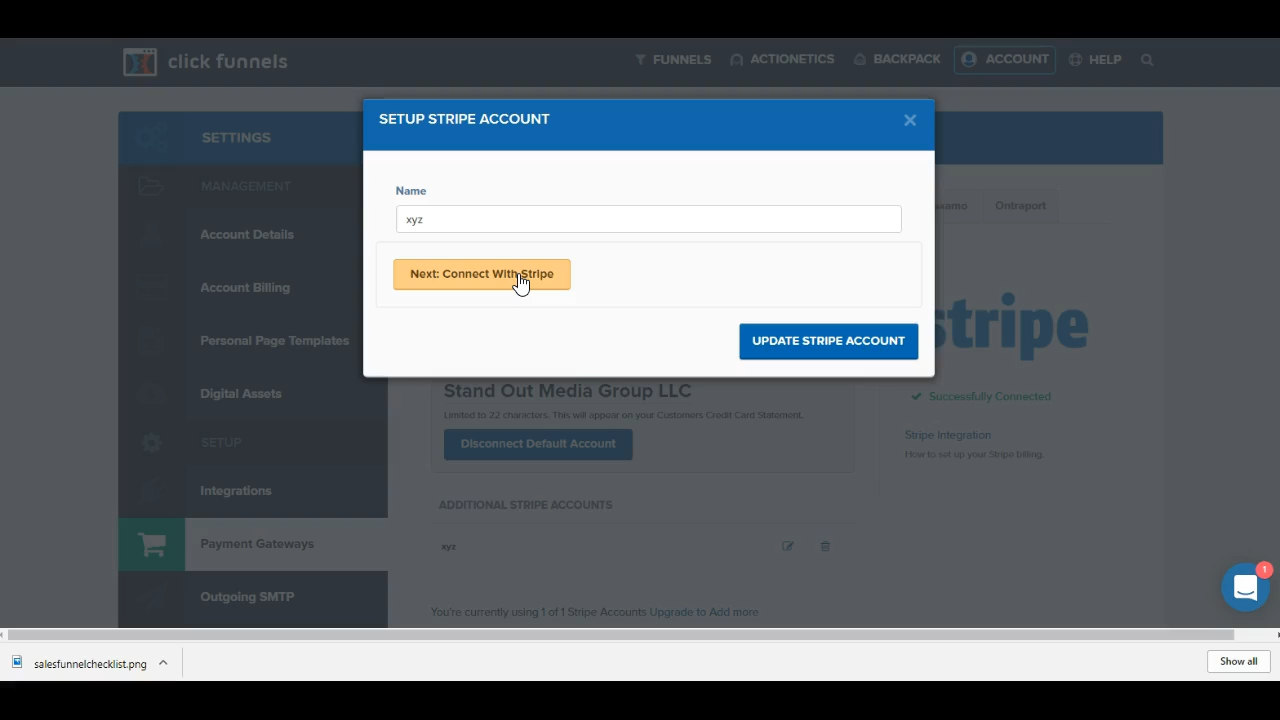 click funnels
FUNNELS
ACTIONETICS
BACKPACK
ACCOUNT
HELP
SETUP STRIPE ACCOUNT
SETTINGS
MANAGEMENT
Account Details
Account Billing
Personal Page Templates
Digital Assets
SETUP
Integrations
Payment Gateways
Outgoing SMTP
Name
xyz
Next: Connect With Stripe
UPDATE STRIPE ACCOUNT
Ontraport
stripe
Stand Out Media Group LLC
Limited to 22 characters. This will appear on your Customers Credit Card Statement.
Disconnect Default Account
Successfully Connected
Stripe Integration
How to set up your Stripe billing.
ADDITIONAL STRIPE ACCOUNTS
xyz
You're currently using 1 of 1 Stripe Accounts Upgrade to Add more
1
salesfunnelchecklist.png
Show all